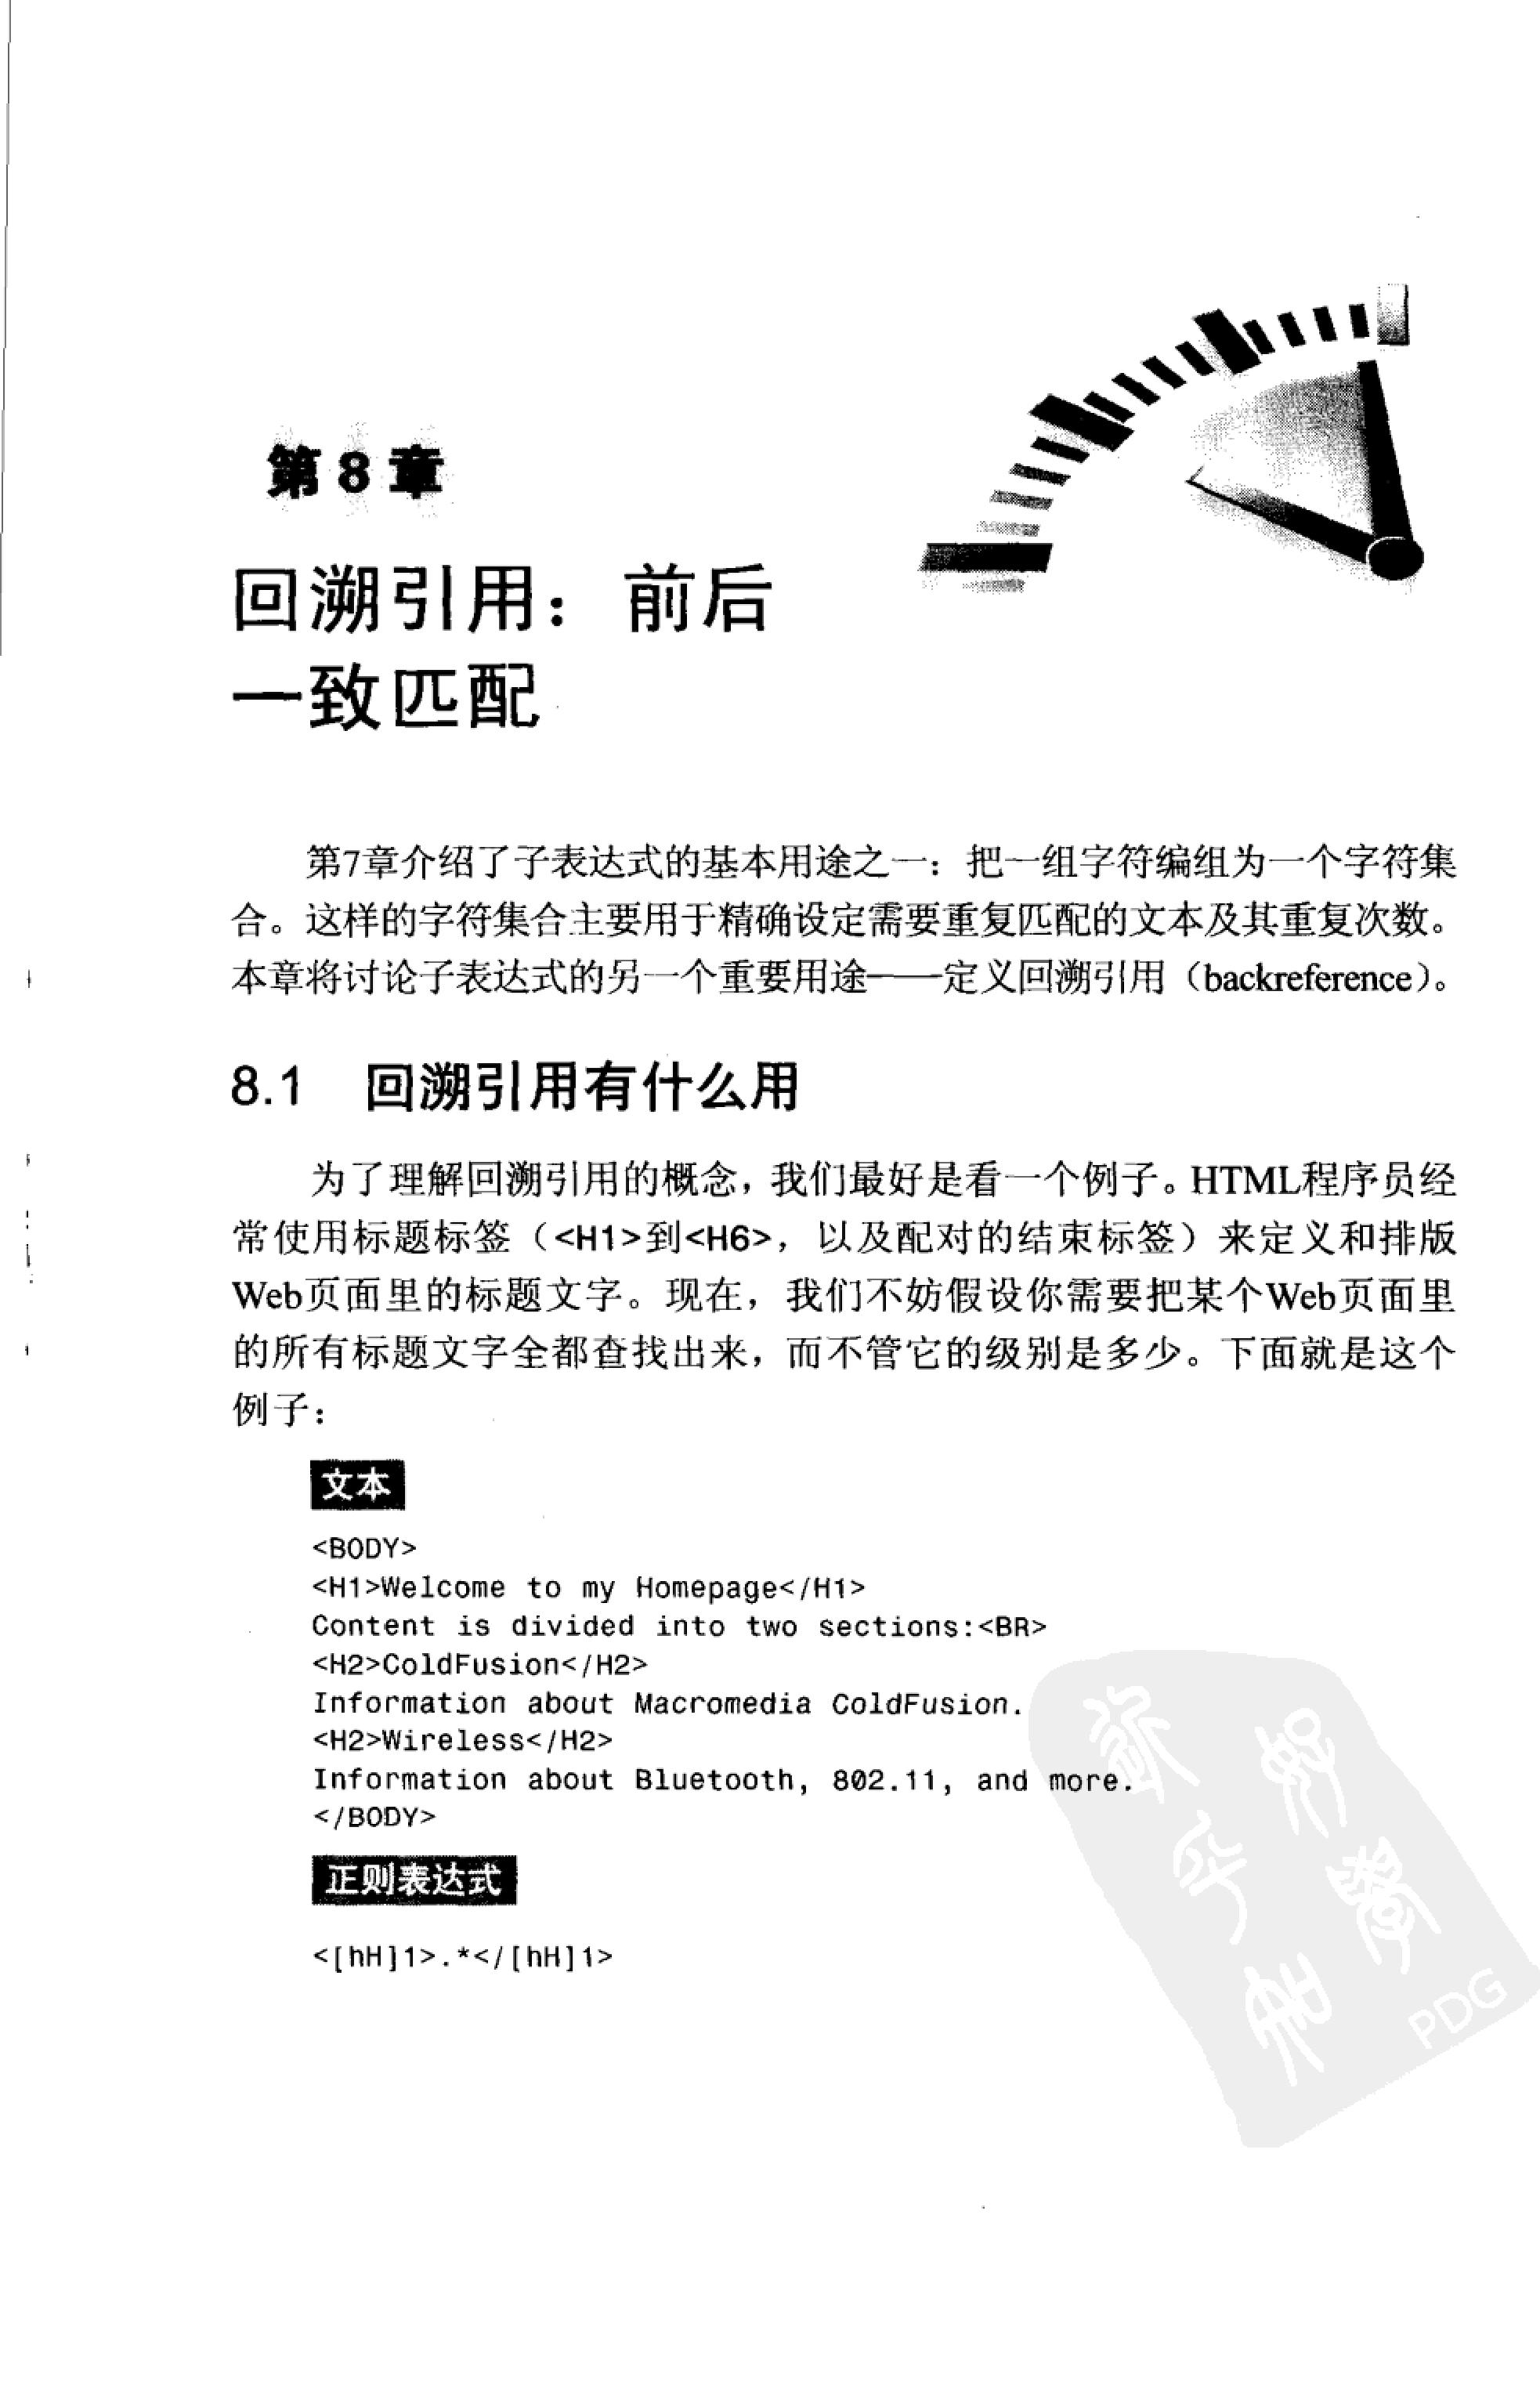 第8章
回溯引用：前后
一致匹配
第7章介绍了子表达式的基本用途之一：把一组字符编组为一个字符集
合。这样的字符集合主要用于精确设定需要重复匹配的文本及其重复次数。
本章将讨论子表达式的另一个重要用途——定义回溯引用（backreference）。
8.1 回溯引用有什么用
为了理解回溯引用的概念，我们最好是看一个例子。HTML程序员经
常使用标题标签（<H1>到<H6>，以及配对的结束标签）来定义和排版
Web页面里的标题文字。现在，我们不妨假设你需要把某个Web页面里
的所有标题文字全都查找出来，而不管它的级别是多少。下面就是这个
例子：
文本
<BODY>
<H1>Welcome to my Homepage</H1>
Content is divided into two sections:<BR>
<H2>ColdFusion</H2>
Information about Macromedia ColdFusion.
<H2>Wireless</H2>
Information about Bluetooth, 802.11, and more.
</BODY>
正则表达式
<[hH]1>.*</[hH]1>
PDG